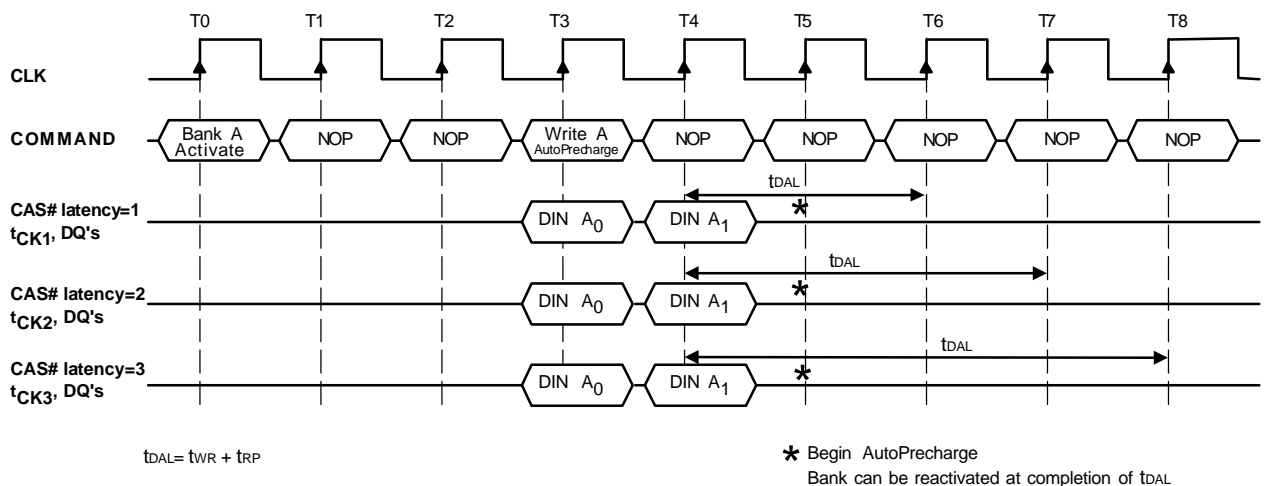 T0 T1 T2 T3 T4 T5 T6 T7 T8
CLK
COMMAND
Bank A
Activate
NOP
NOP
Write A
AutoPrecharge
NOP
NOP
NOP
NOP
NOP
tDAL
CAS# latency=1
tCK1, DQ's
DIN A0
DIN A1
*
tDAL
CAS# latency=2
tCK2, DQ's
DIN A0
DIN A1
*
tDAL
CAS# latency=3
tCK3, DQ's
DIN A0
DIN A1
*
tDAL= tWR + tRP
* Begin AutoPrecharge
Bank can be reactivated at completion of tDAL